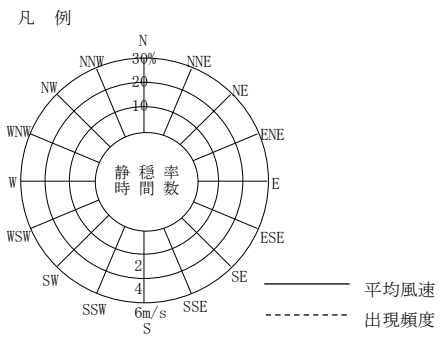 凡 例
N
NNW 30% NNE
NW 20 NE
10
WNW ENE
静 穏 率
W 時 間 数 E
WSW ESE
2
SW 4 SE
SSW 6m/s SSE
S
平均風速
出現頻度